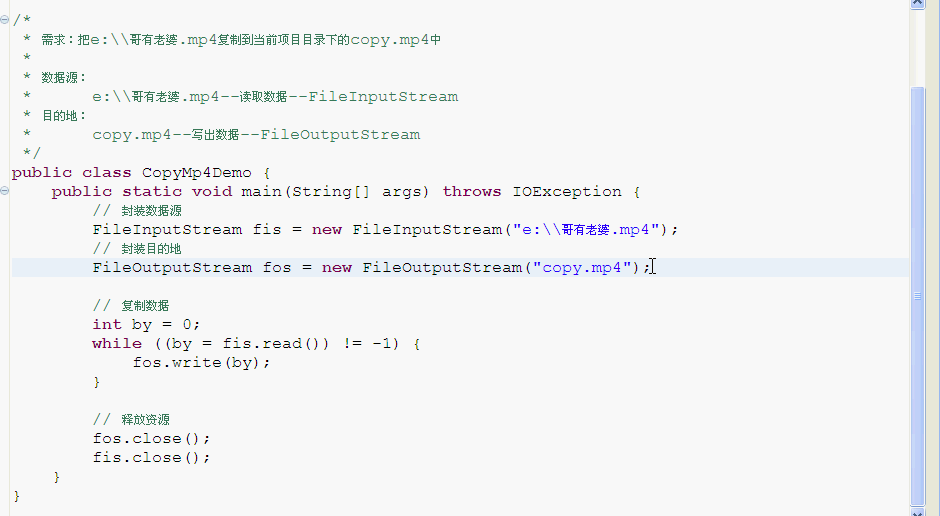 /*
 * 需求：把e:\\哥有老婆.mp4复制到当前项目目录下的copy.mp4中
 *
 * 数据源：
 *      e:\\哥有老婆.mp4--读取数据--FileInputStream
 * 目的地：
 *      copy.mp4--写出数据--FileOutputStream
 */
public class CopyMp4Demo {
    public static void main(String[] args) throws IOException {
        // 封装数据源
        FileInputStream fis = new FileInputStream("e:\\哥有老婆.mp4");
        // 封装目的地
        FileOutputStream fos = new FileOutputStream("copy.mp4");
        // 复制数据
        int by = 0;
        while ((by = fis.read()) != -1) {
            fos.write(by);
        }
        // 释放资源
        fos.close();
        fis.close();
    }
}